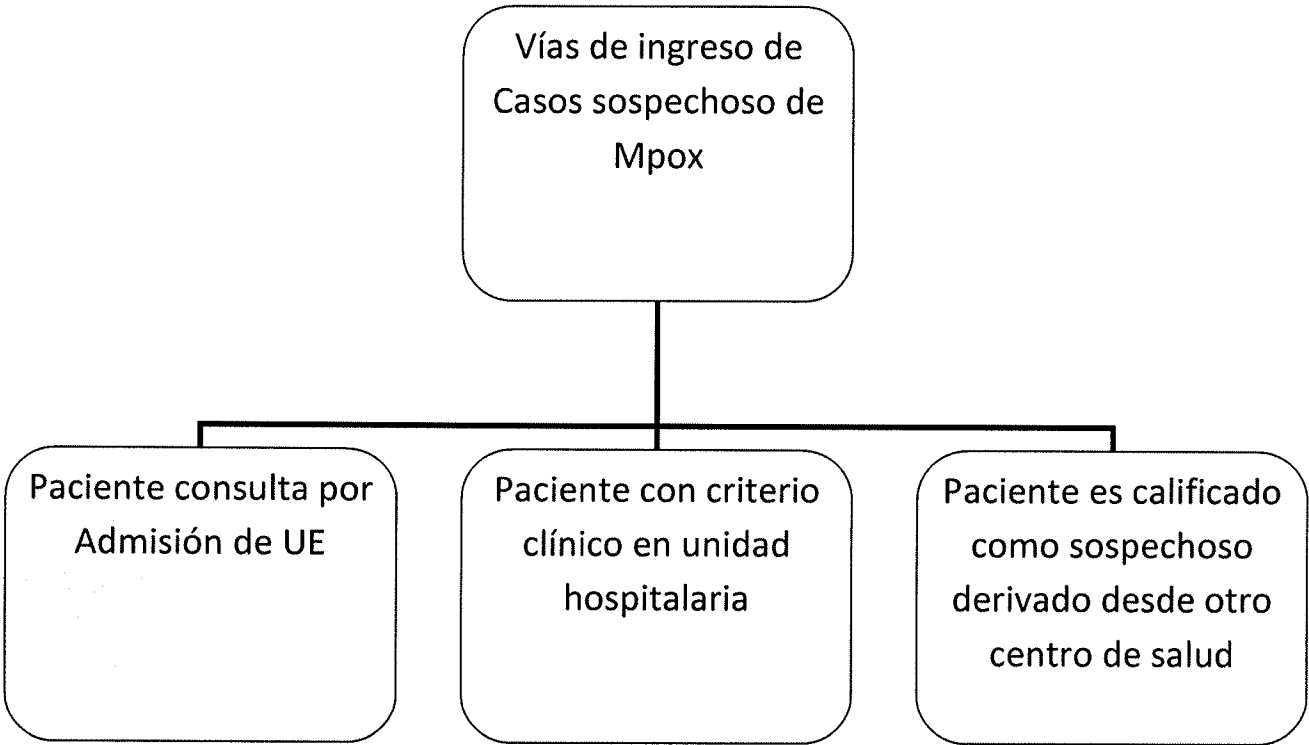 Vías de ingreso de
Casos sospechoso de
Mpox
Paciente consulta por
Admisión de UE
Paciente con criterio
clínico en unidad
hospitalaria
Paciente es calificado
como sospechoso
derivado desde otro
centro de salud